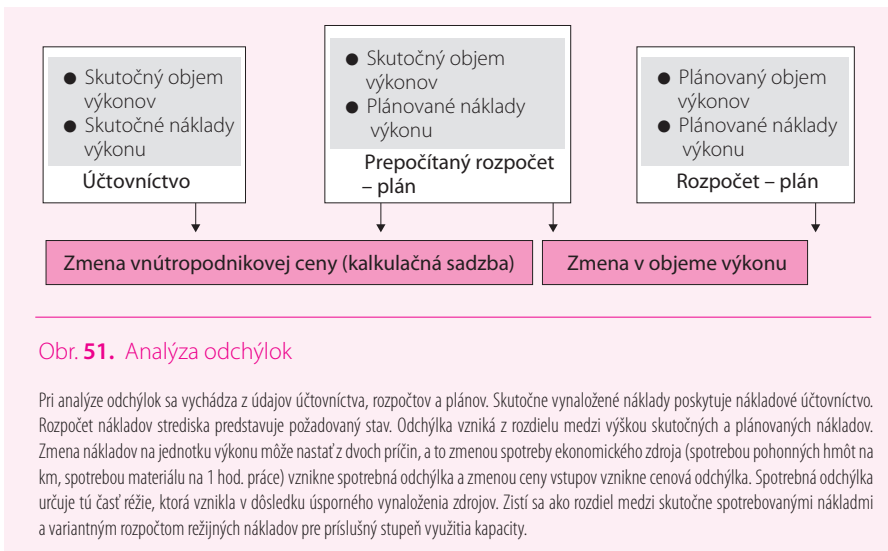 ● Skutočný objem
výkonov
● Skutočné náklady
výkonu
Účtovníctvo
● Skutočný objem
výkonov
● Plánované náklady
výkonu
Prepočítaný rozpočet
– plán
● Plánovaný objem
výkonov
● Plánované náklady
výkonu
Rozpočet – plán
Zmena vnútropodnikovej ceny (kalkulačná sadzba)
Zmena v objeme výkonu
Obr. 51. Analýza odchýlok
Pri analýze odchýlok sa vychádza z údajov účtovníctva, rozpočtov a plánov. Skutočne vynaložené náklady poskytuje nákladové účtovníctvo.
Rozpočet nákladov strediska predstavuje požadovaný stav. Odchýlka vzniká z rozdielu medzi výškou skutočných a plánovaných nákladov.
Zmena nákladov na jednotku výkonu môže nastať z dvoch príčin, a to zmenou spotreby ekonomického zdroja (spotrebou pohonných hmôt na
km, spotrebou materiálu na 1 hod. práce) vznikne spotrebná odchýlka a zmenou ceny vstupov vznikne cenová odchýlka. Spotrebná odchýlka
určuje tú časť réžie, ktorá vznikla v dôsledku úsporného vynaloženia zdrojov. Zistí sa ako rozdiel medzi skutočne spotrebovanými nákladmi
a variantným rozpočtom režijných nákladov pre príslušný stupeň využitia kapacity.